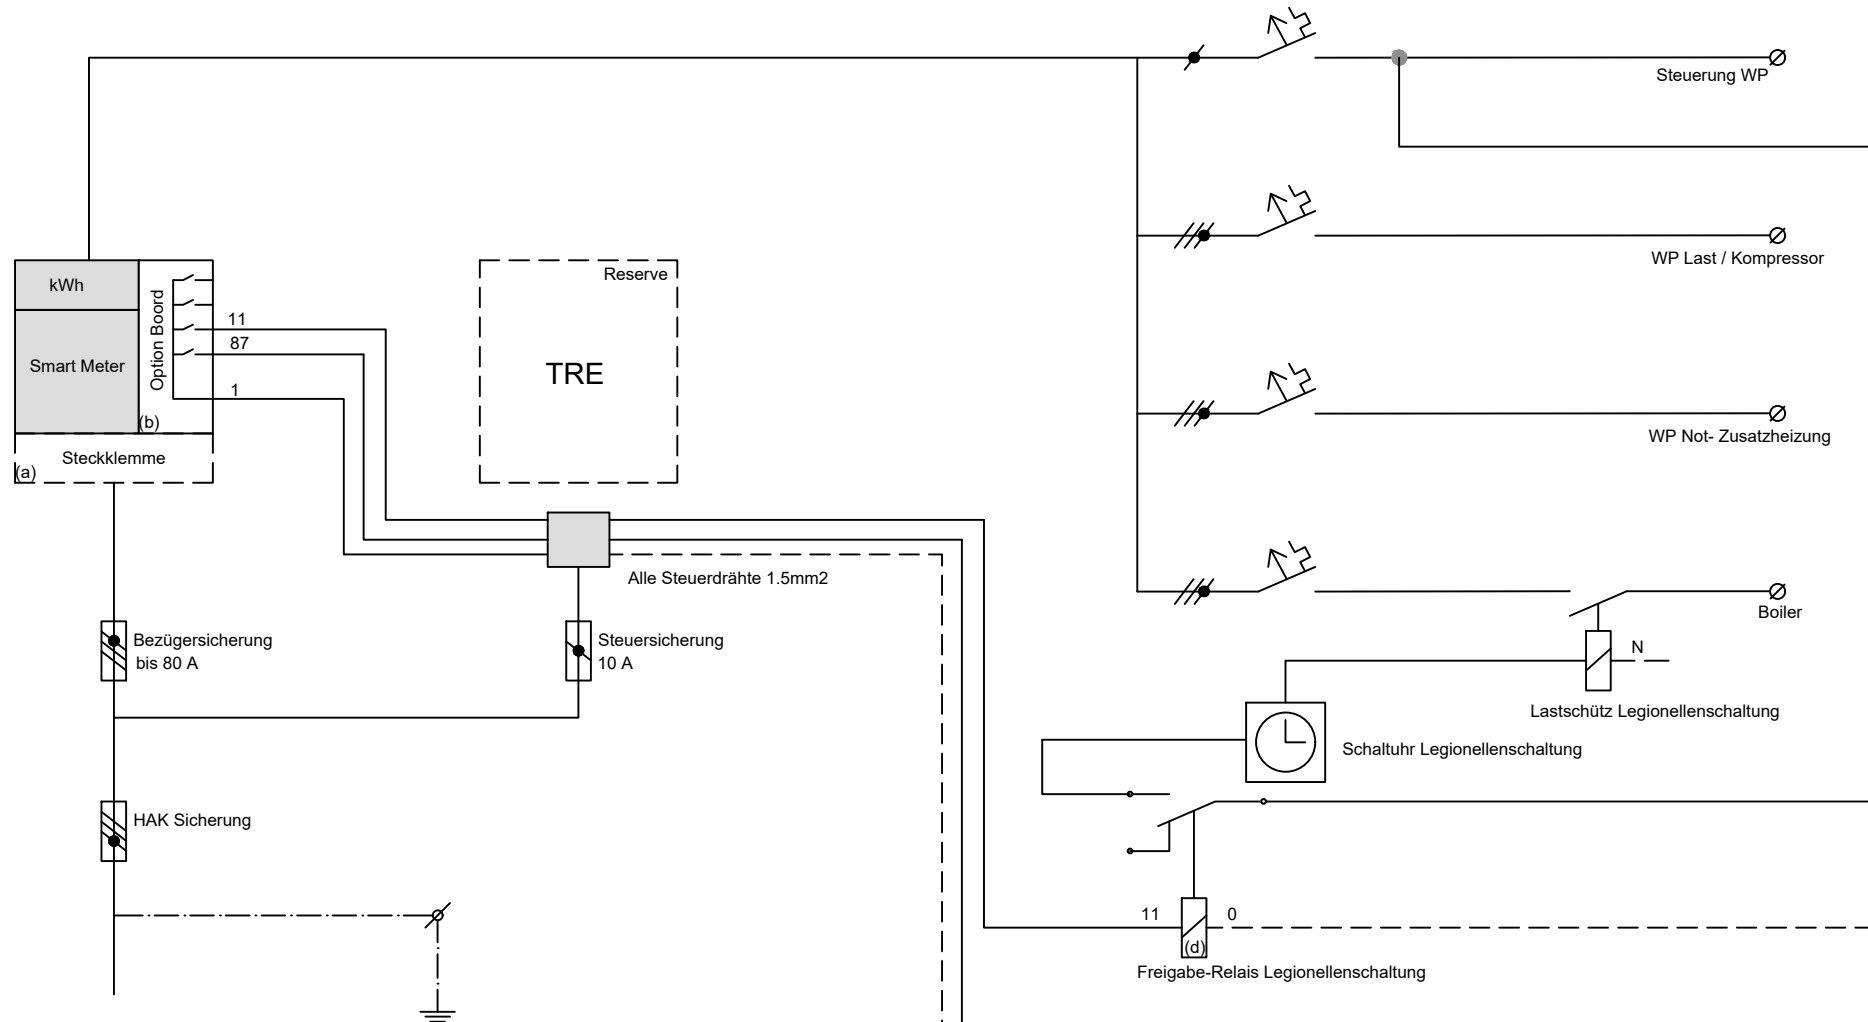 Steuerung WP
WP Last / Kompressor
kWh
Smart Meter
Option Boord
(b)
11
87
1
Steckklemme
(a)
Reserve
TRE
WP Not- Zusatzheizung
Alle Steuerdrähte 1.5mm2
Boiler
Bezügersicherung
bis 80 A
Steuersicherung
10 A
N
Lastschütz Legionellenschaltung
Schaltuhr Legionellenschaltung
HAK Sicherung
11
0
(d)
Freigabe-Relais Legionellenschaltung